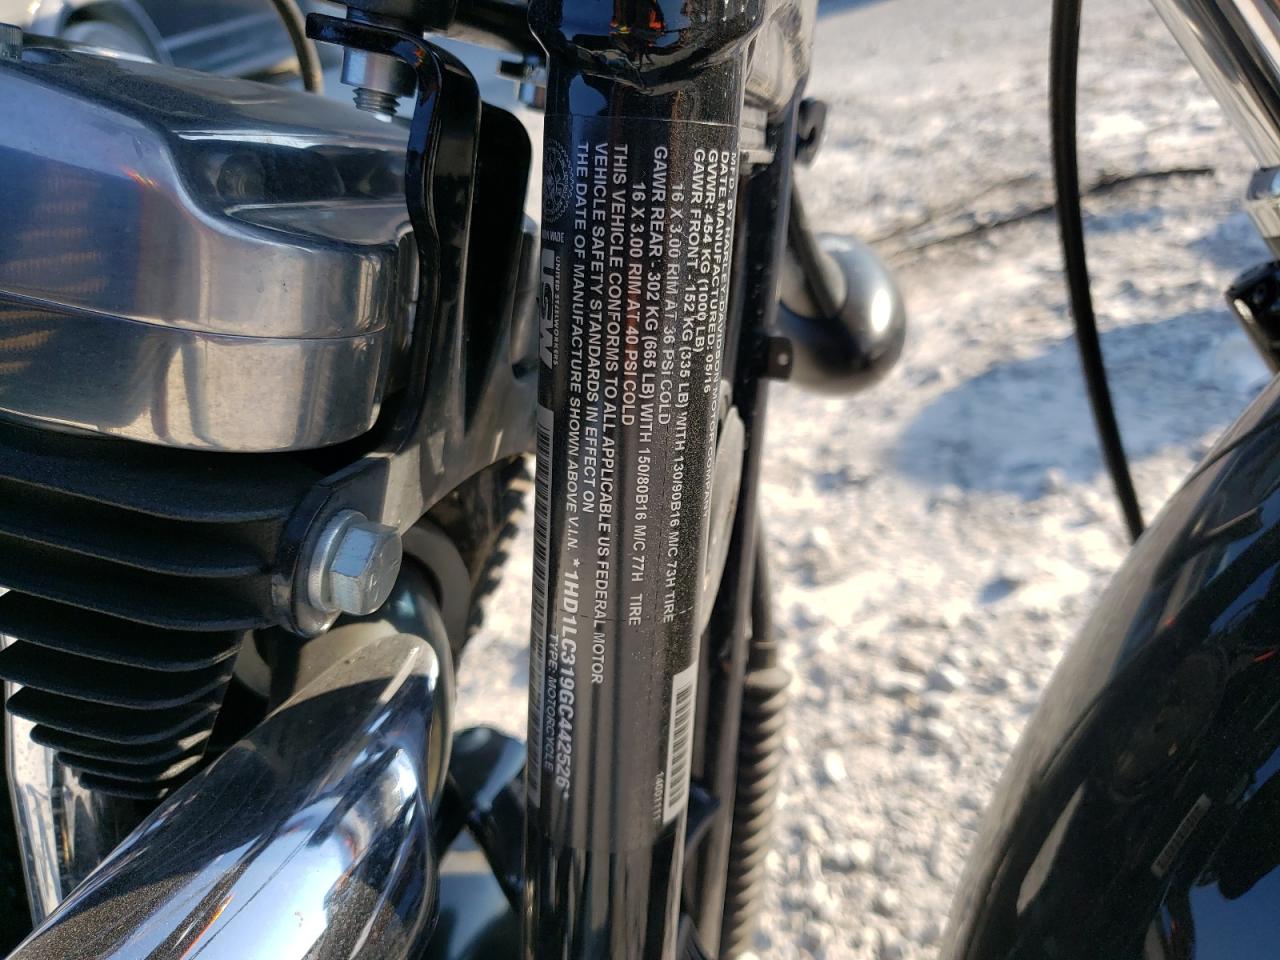 MFD. BY: HARLEY-DAVIDSON MOTOR COMPANY
DATE MANUFACTURED: 05/16
GVWR: 454 KG (1000 LB)
GAWR FRONT : 152 KG (335 LB) WITH 130/90B16 M/C 73H TIRE
16 X 3.00 RIM AT 36 PSI COLD
GAWR REAR : 302 KG (665 LB) WITH 150/80B16 M/C 77H TIRE
16 X 3.00 RIM AT 40 PSI COLD
THIS VEHICLE CONFORMS TO ALL APPLICABLE US FEDERAL MOTOR
VEHICLE SAFETY STANDARDS IN EFFECT ON
THE DATE OF MANUFACTURE SHOWN ABOVE V.I.N. *1HD1LC319GC442526*
TYPE: MOTORCYCLE
UNITED STEELWORKERS
USW